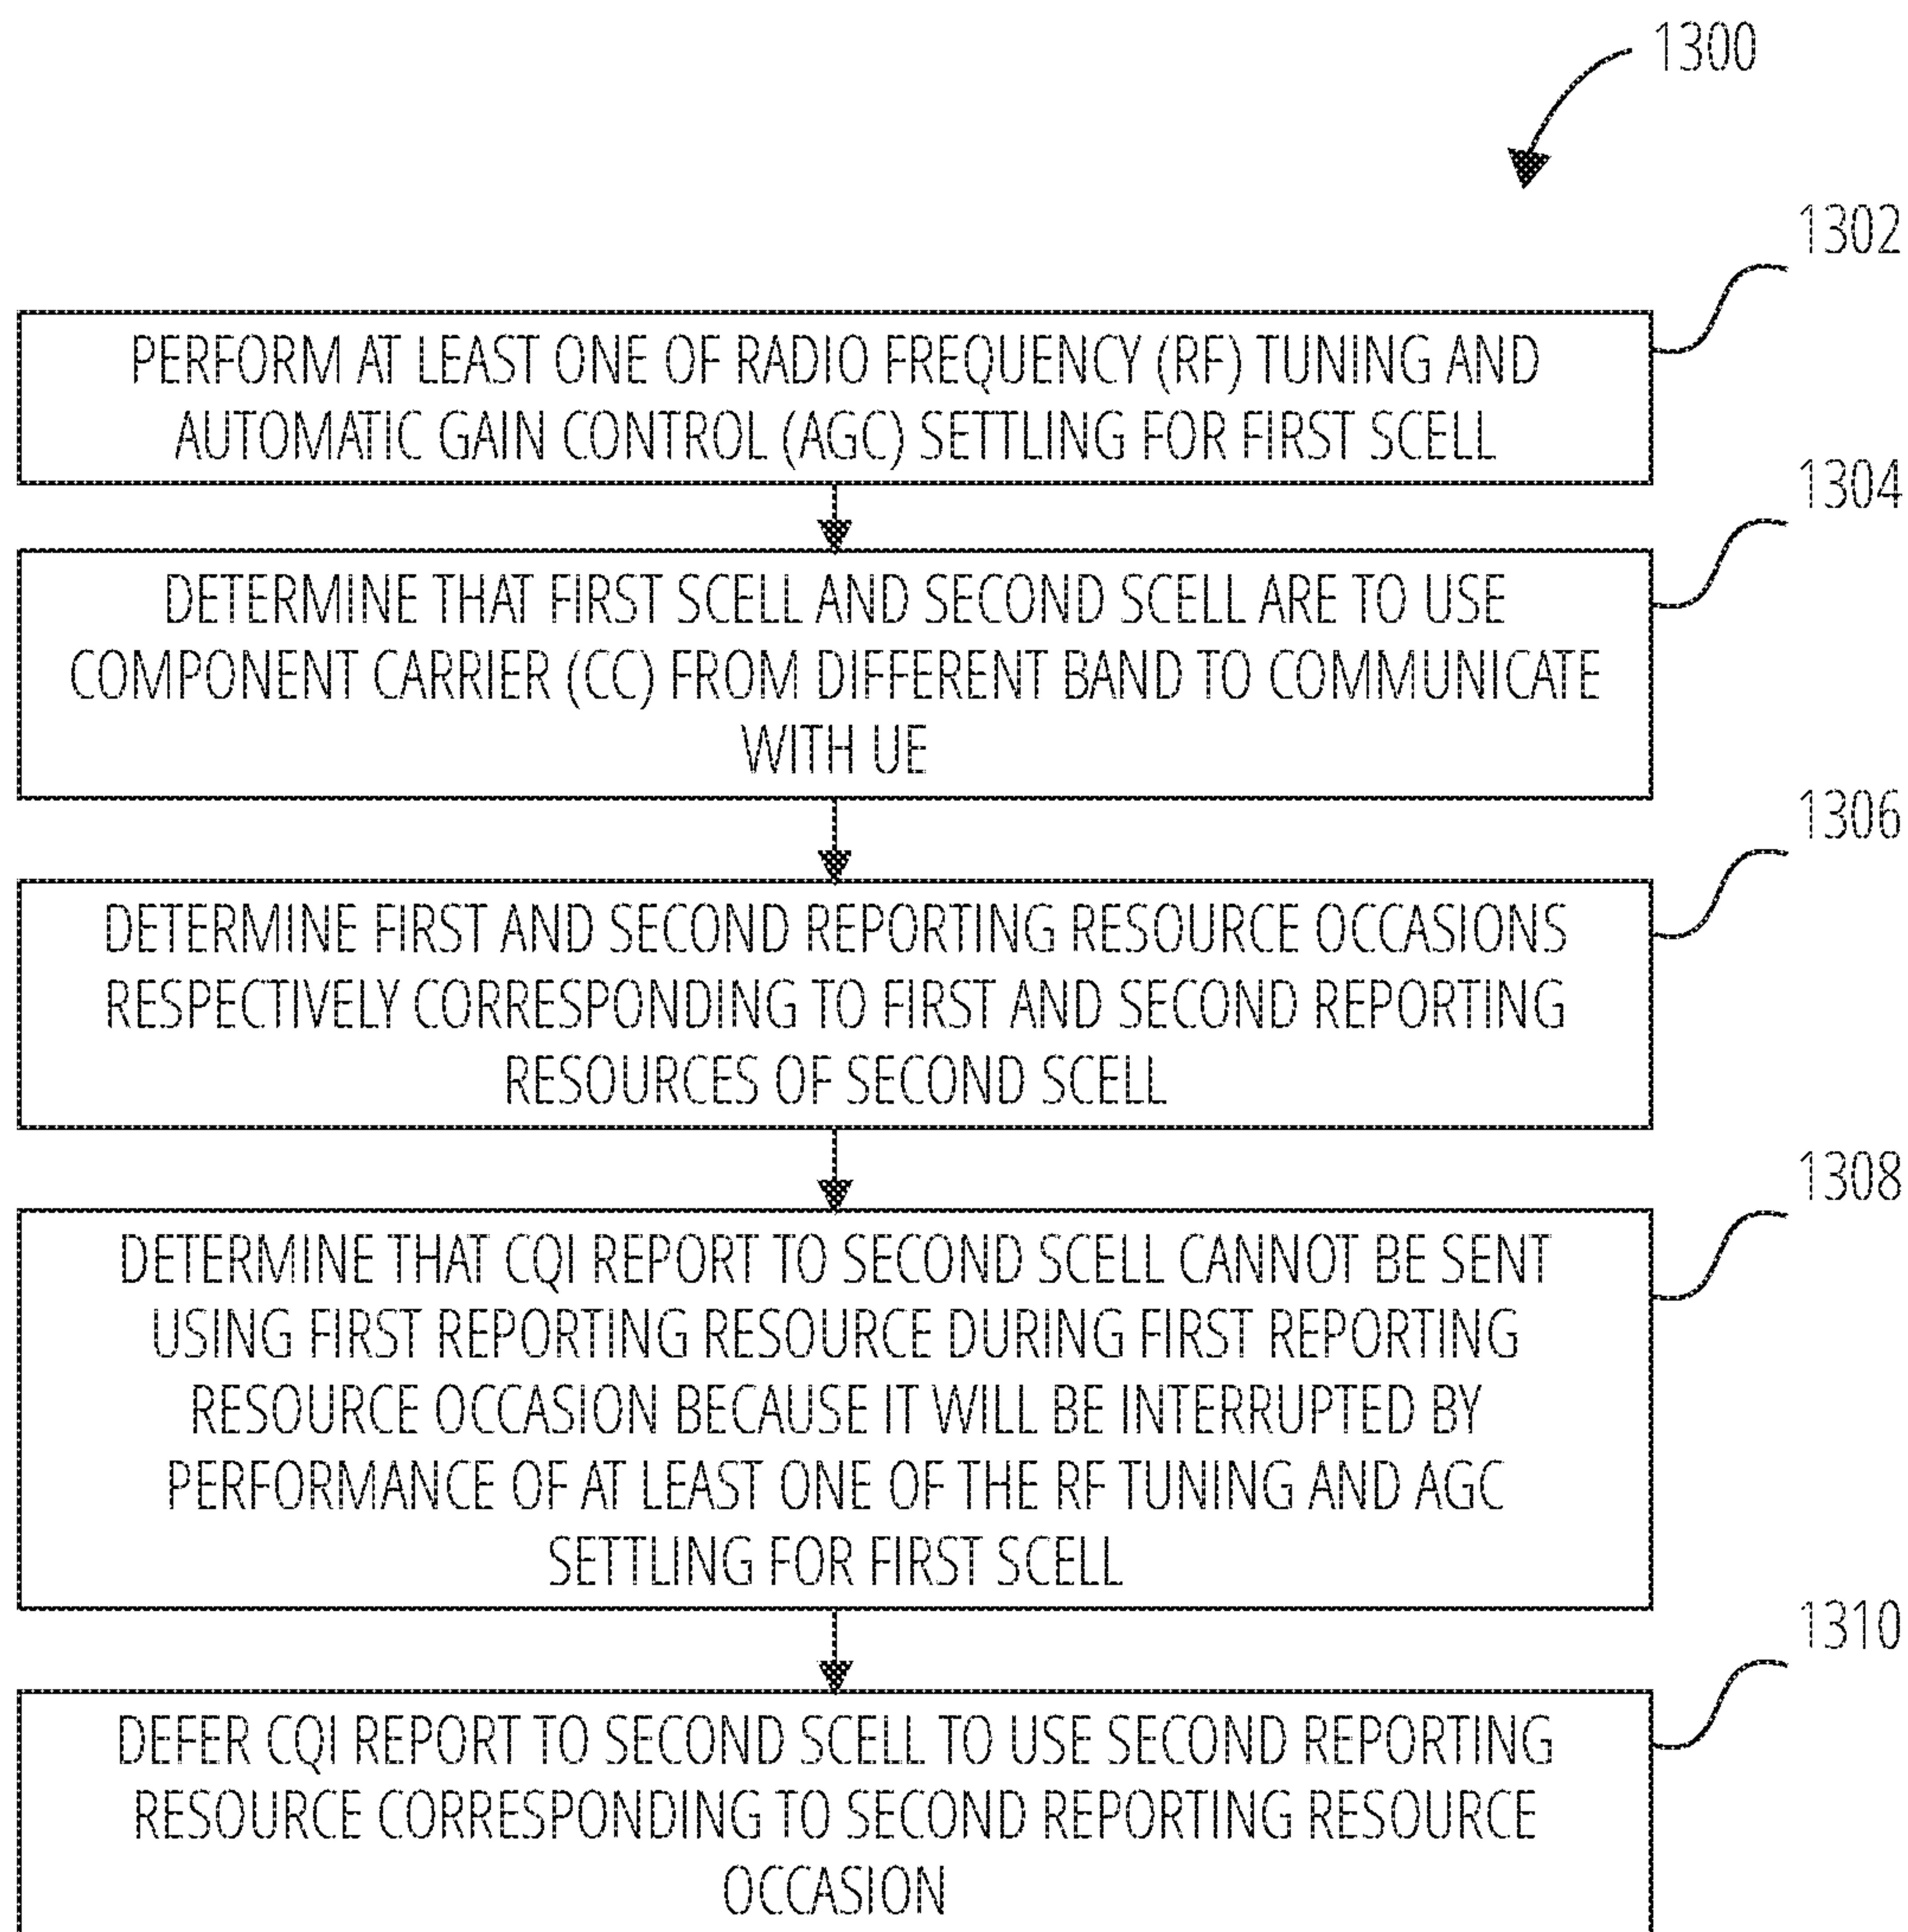 1300
1302
PERFORM AT LEAST ONE OF RADIO FREQUENCY (RF) TUNING AND
AUTOMATIC GAIN CONTROL (AGC) SETTLING FOR FIRST SCELL
1304
DETERMINE THAT FIRST SCELL AND SECOND SCELL ARE TO USE
COMPONENT CARRIER (CC) FROM DIFFERENT BAND TO COMMUNICATE
WITH UE
1306
DETERMINE FIRST AND SECOND REPORTING RESOURCE OCCASIONS
RESPECTIVELY CORRESPONDING TO FIRST AND SECOND REPORTING
RESOURCES OF SECOND SCELL
1308
DETERMINE THAT CQI REPORT TO SECOND SCELL CANNOT BE SENT
USING FIRST REPORTING RESOURCE DURING FIRST REPORTING
RESOURCE OCCASION BECAUSE IT WILL BE INTERRUPTED BY
PERFORMANCE OF AT LEAST ONE OF THE RF TUNING AND AGC
SETTLING FOR FIRST SCELL
1310
DEFER CQI REPORT TO SECOND SCELL TO USE SECOND REPORTING
RESOURCE CORRESPONDING TO SECOND REPORTING RESOURCE
OCCASION